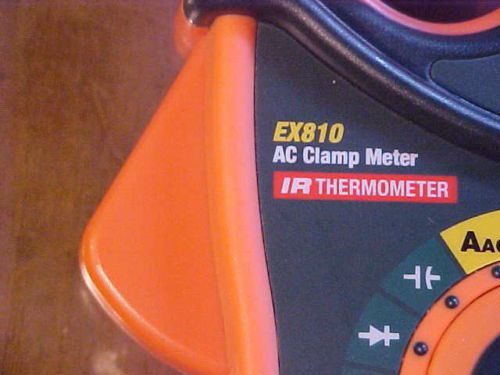 EX810
AC Clamp Meter
IR THERMOMETER